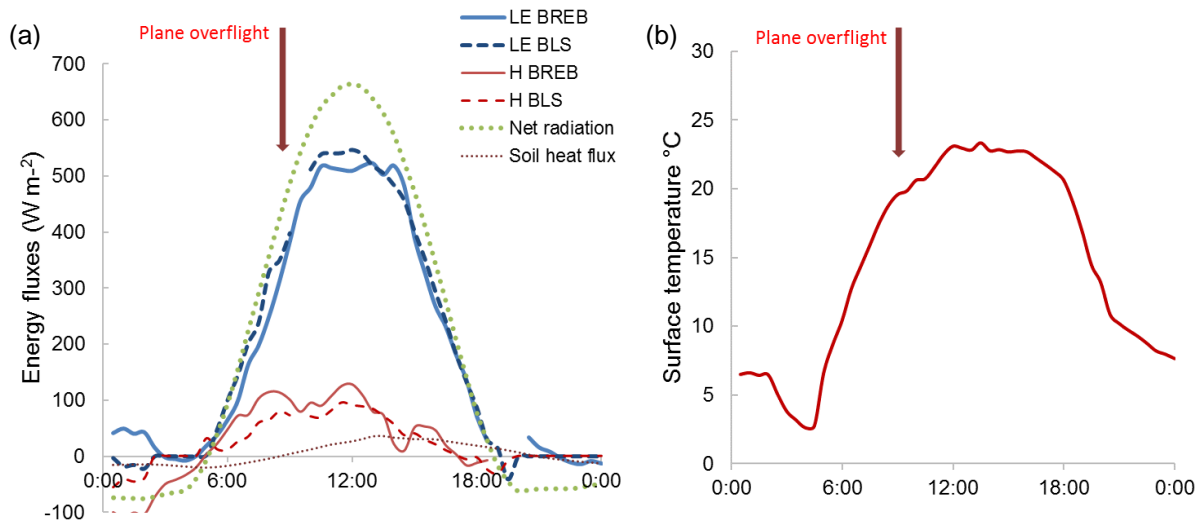 (a)
Plane overflight
LE BREB
LE BLS
H BREB
H BLS
Net radiation
Soil heat flux
Energy fluxes (W m-2)
700
600
500
400
300
200
100
0
-100
0:00
6:00
12:00
18:00
0:00
(b)
Plane overflight
Surface temperature °C
30
25
20
15
10
5
0
0:00
6:00
12:00
18:00
0:00